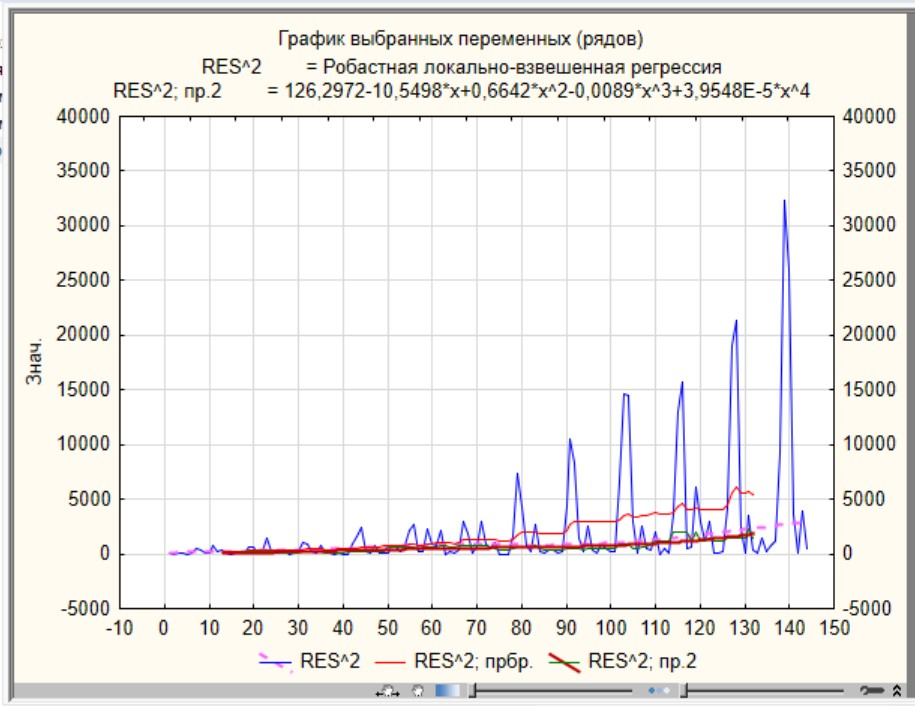 График выбранных переменных (рядов)
RES^2 = Робастная локально-взвешенная регрессия
RES^2; пр.2 = 126,2972-10,5498*x+0,6642*x^2-0,0089*x^3+3,9548E-5*x^4
40000 40000
35000 35000
30000 30000
25000 25000
20000 20000
15000 15000
10000 10000
5000 5000
0 0
-5000 -5000
Знач.
-10 0 10 20 30 40 50 60 70 80 90 100 110 120 130 140 150
RES^2 RES^2; прбр. RES^2; пр.2